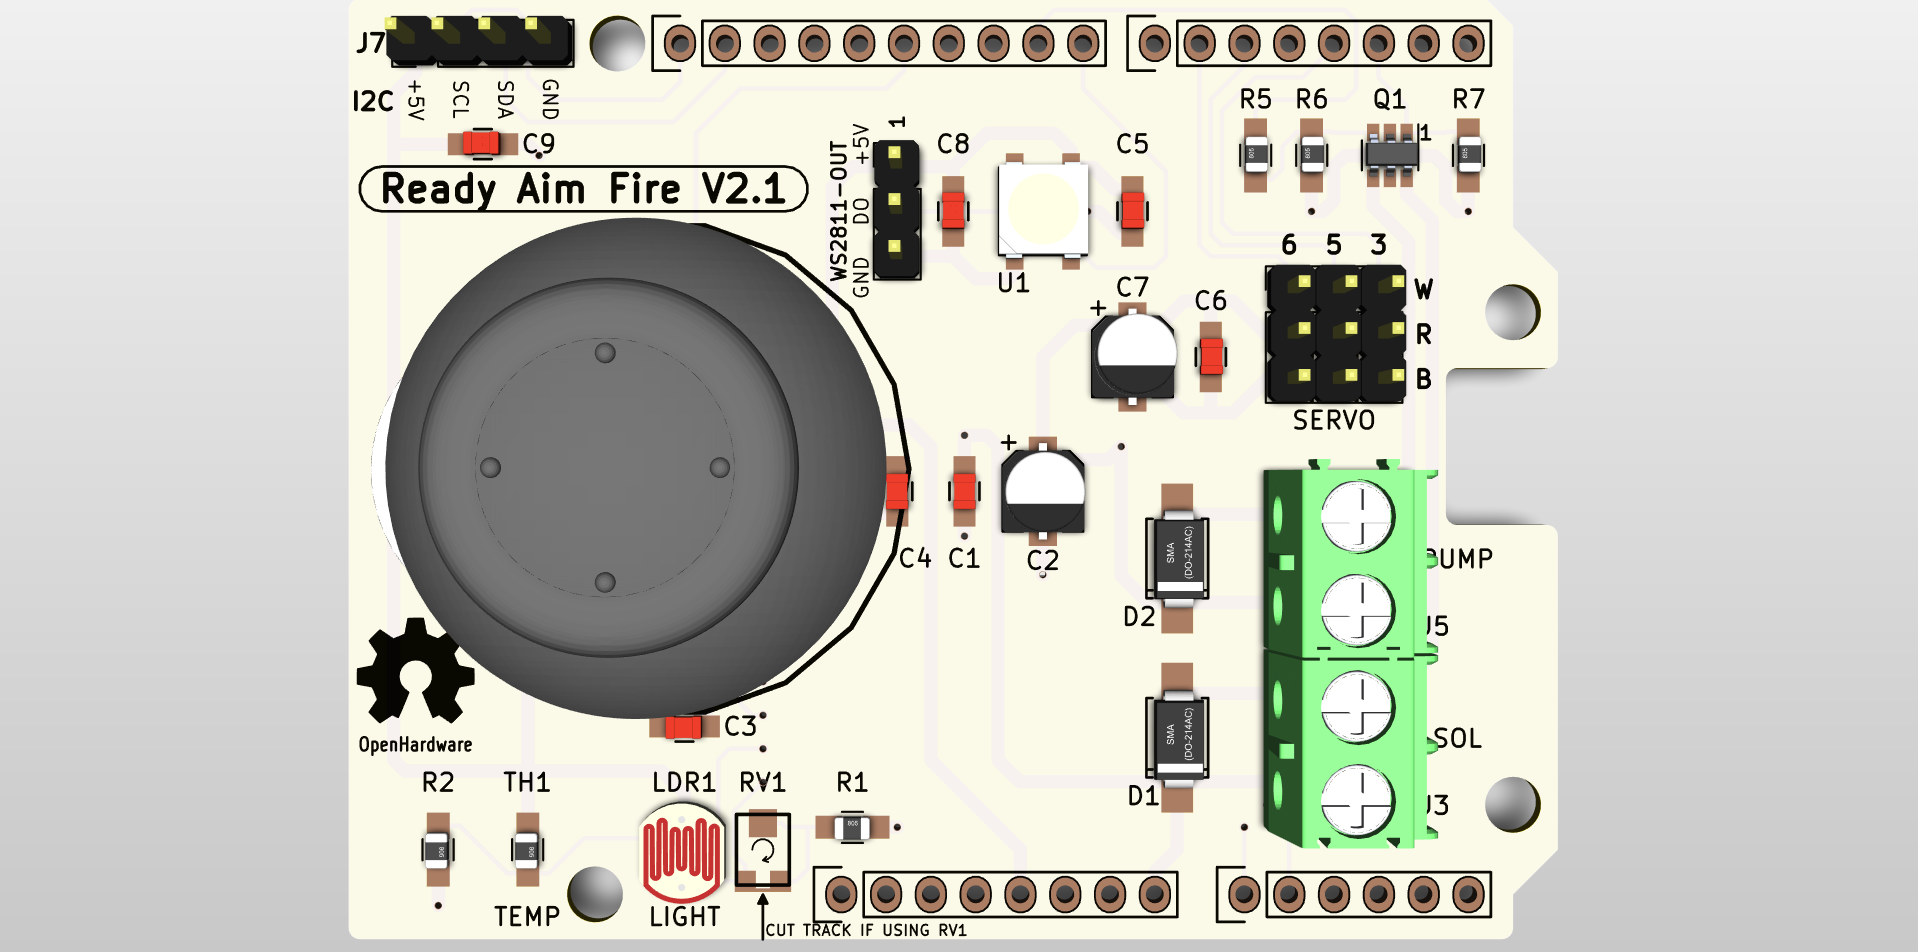 J7
I2C
+5V
SCL
SDA
GND
C9
Ready Aim Fire V2.1
WS2811-OUT
1
+5V
DO
GND
C8
C5
U1
R5
R6
Q1
1
R7
6 5 3
W
R
B
SERVO
C7
+
C6
+
C4
C1
C2
D2
SMA
(DO-214AC)
D1
SMA
(DO-214AC)
SOL
OpenHardware
C3
R2
TH1
LDR1
RV1
R1
TEMP
LIGHT
CUT TRACK IF USING RV1